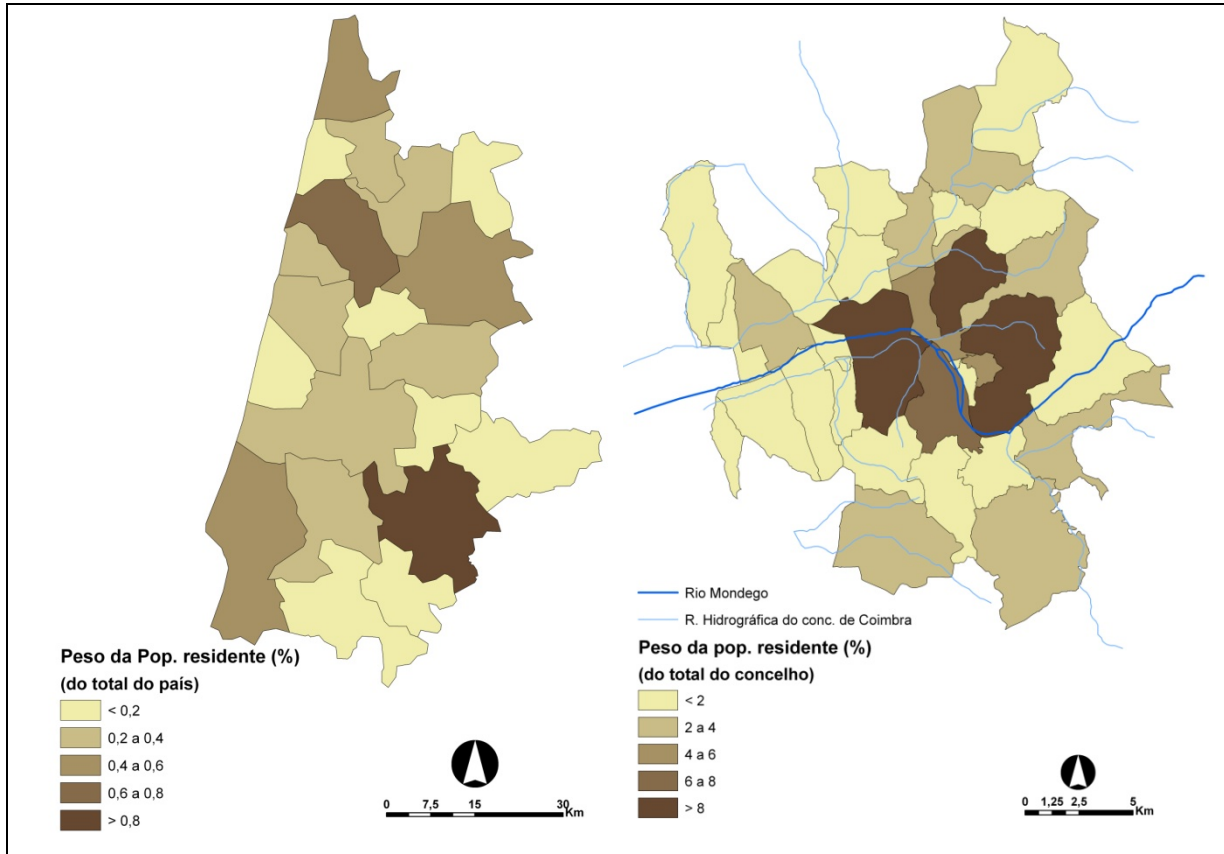 Peso da Pop. residente (%)
(do total do país)
< 0,2
0,2 a 0,4
0,4 a 0,6
0,6 a 0,8
> 0,8
0 7,5 15 30
Km
Rio Mondego
R. Hidrográfica do conc. de Coimbra
Peso da pop. residente (%)
(do total do concelho)
< 2
2 a 4
4 a 6
6 a 8
> 8
0 1,25 2,5 5
Km